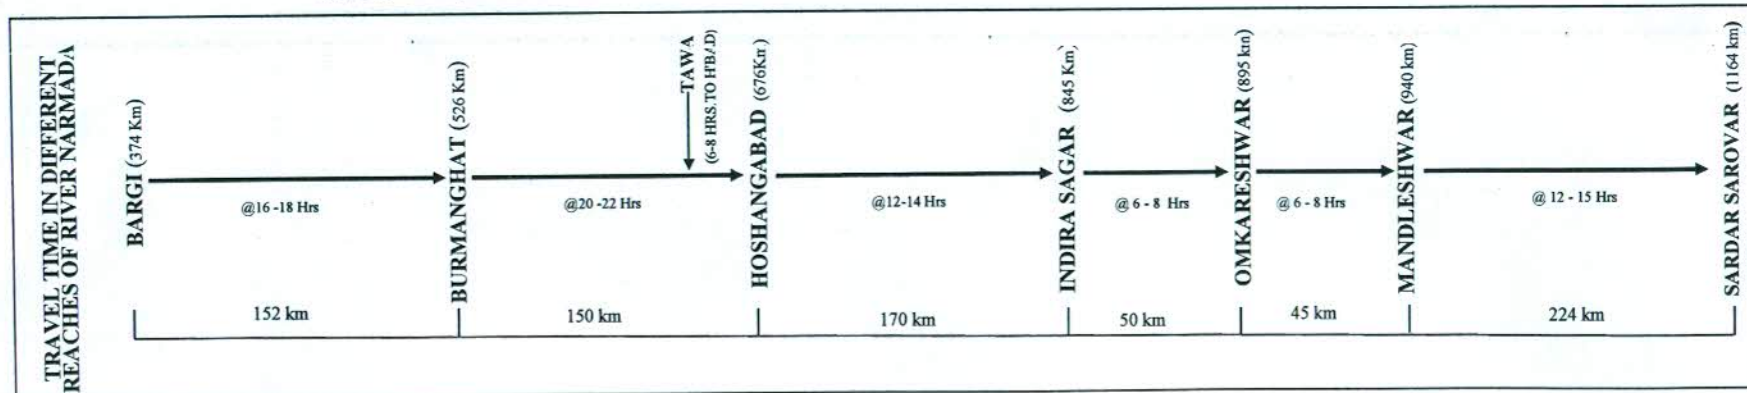 TRAVEL TIME IN DIFFERENT
REACHES OF RIVER NARMADA
BARGI (374 Km)
@16 -18 Hrs
BURMANGHAT (526 Km)
@20 -22 Hrs
TAWA
(6-8 HRS.TO H'BAD)
HOSHANGABAD (676Km)
@12-14 Hrs
INDIRA SAGAR (845 Km)
@ 6 - 8 Hrs
OMKARESHWAR (895 km)
@ 6 - 8 Hrs
MANDLESHWAR (940 km)
@ 12 - 15 Hrs
SARDAR SAROVAR (1164 km)
152 km
150 km
170 km
50 km
45 km
224 km